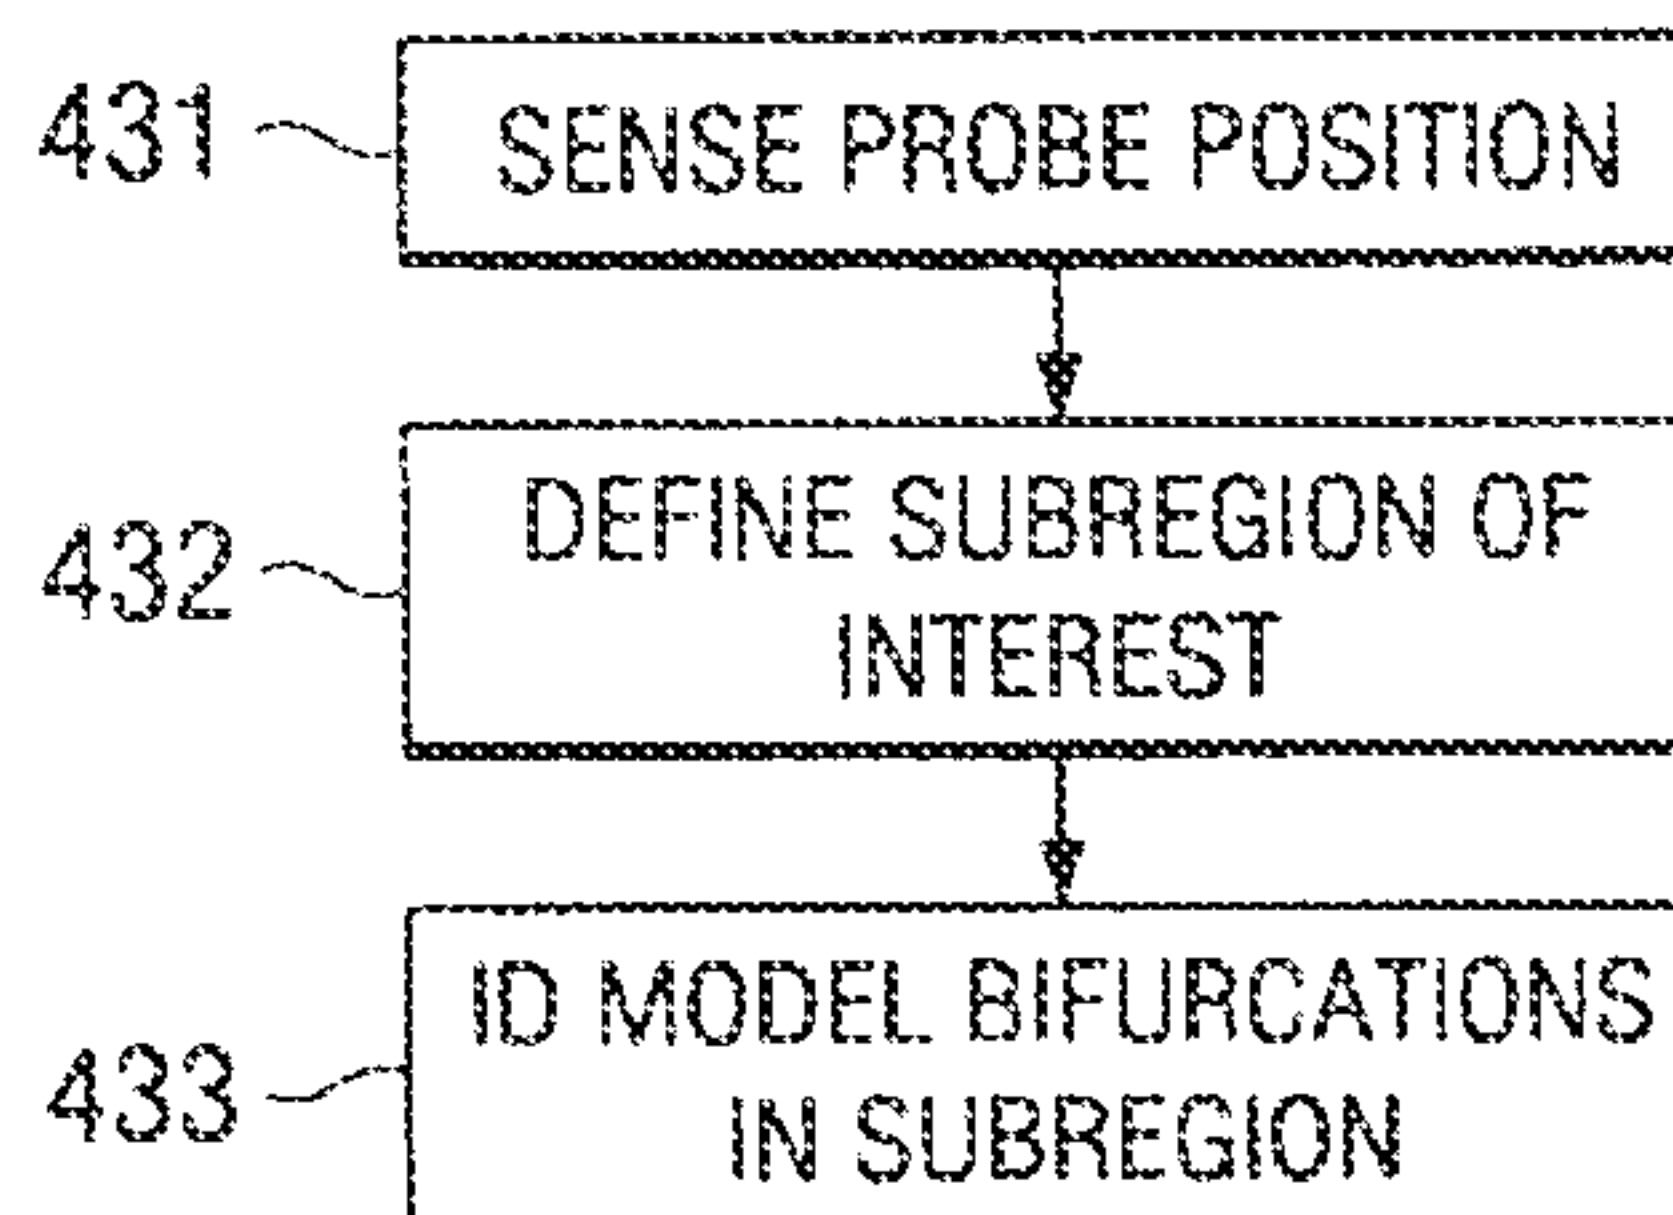 431
SENSE PROBE POSITION
432
DEFINE SUBREGION OF
INTEREST
433
ID MODEL BIFURCATIONS
IN SUBREGION